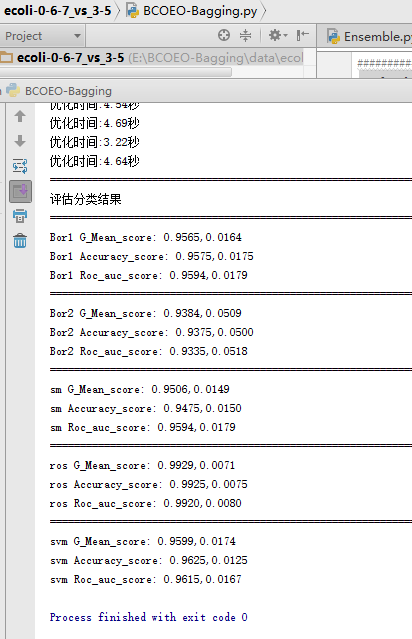 ecoli-0-6-7_vs_3-5 BCOEO-Bagging.py
Project
Ensemble.py
ecoli-0-6-7_vs_3-5 (E:\BCOEO-Bagging\data\ecol
BCOEO-Bagging
优化时间:4.54秒
优化时间:4.69秒
优化时间:3.22秒
优化时间:4.64秒
评估分类结果
Bor1 G_Mean_score: 0.9565,0.0164
Bor1 Accuracy_score: 0.9575,0.0175
Bor1 Roc_auc_score: 0.9594,0.0179
Bor2 G_Mean_score: 0.9384,0.0509
Bor2 Accuracy_score: 0.9375,0.0500
Bor2 Roc_auc_score: 0.9335,0.0518
sm G_Mean_score: 0.9506,0.0149
sm Accuracy_score: 0.9475,0.0150
sm Roc_auc_score: 0.9594,0.0179
ros G_Mean_score: 0.9929,0.0071
ros Accuracy_score: 0.9925,0.0075
ros Roc_auc_score: 0.9920,0.0080
svm G_Mean_score: 0.9599,0.0174
svm Accuracy_score: 0.9625,0.0125
svm Roc_auc_score: 0.9615,0.0167
Process finished with exit code 0